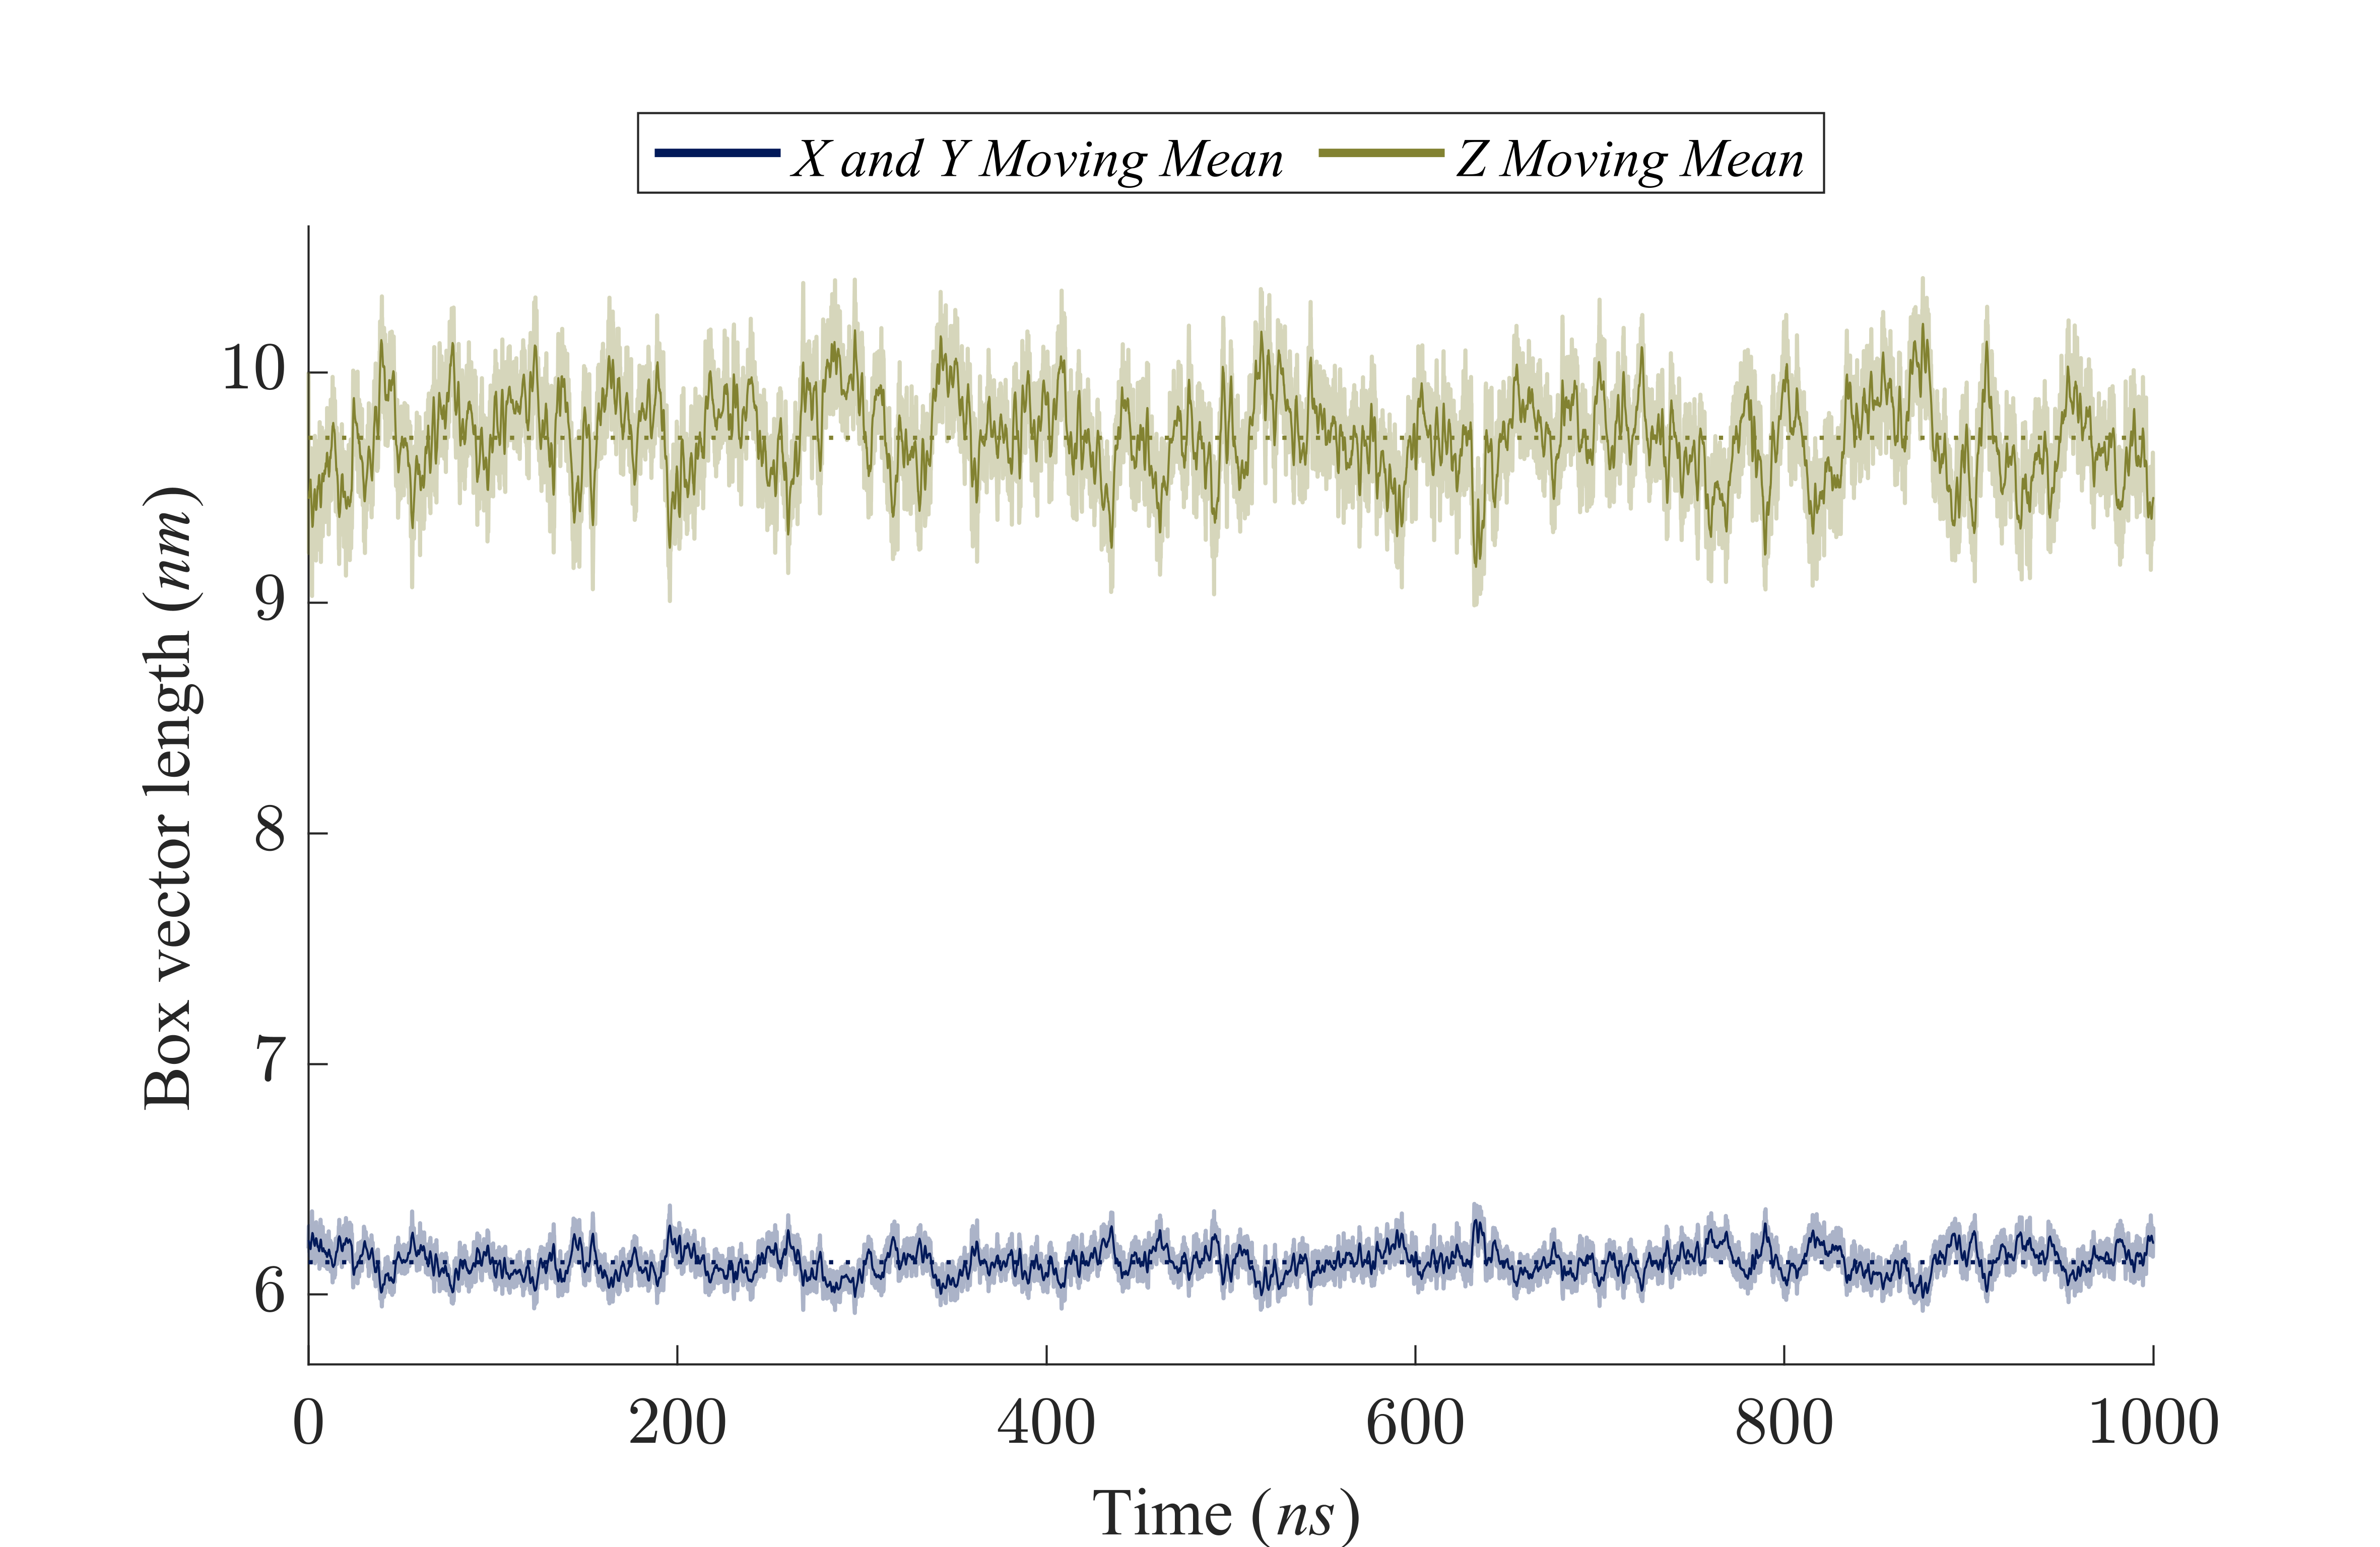 X and Y Moving Mean Z Moving Mean
Box vector length (nm)
10
9
8
7
6
0 200 400 600 800 1000
Time (ns)